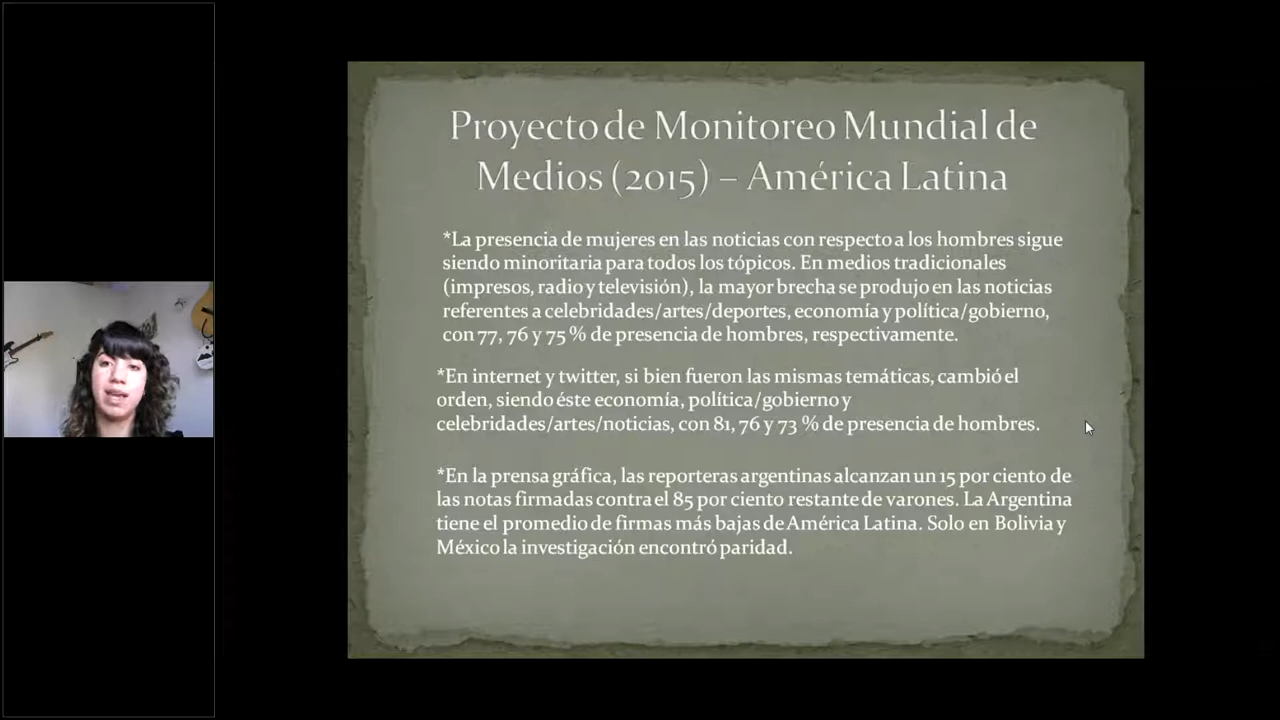 Proyecto de Monitoreo Mundial de
Medios (2015) – América Latina
*La presencia de mujeres en las noticias con respecto a los hombres sigue
siendo minoritaria para todos los tópicos. En medios tradicionales
(impresos, radio y televisión), la mayor brecha se produjo en las noticias
referentes a celebridades/artes/deportes, economía y política/gobierno,
con 77, 76 y 75 % de presencia de hombres, respectivamente.
*En internet y twitter, si bien fueron las mismas temáticas, cambió el
orden, siendo éste economía, política/gobierno y
celebridades/artes/noticias, con 81, 76 y 73 % de presencia de hombres.
*En la prensa gráfica, las reporteras argentinas alcanzan un 15 por ciento de
las notas firmadas contra el 85 por ciento restante de varones. La Argentina
tiene el promedio de firmas más bajas de América Latina. Solo en Bolivia y
México la investigación encontró paridad.